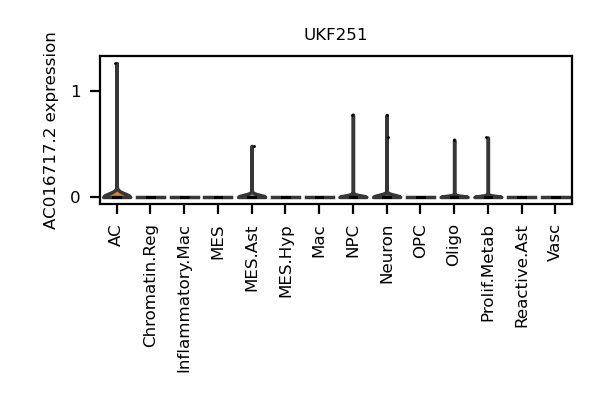 UKF251
AC016717.2 expression
1
0
AC
Chromatin.Reg
Inflammatory.Mac
MES
MES.Ast
MES.Hyp
Mac
NPC
Neuron
OPC
Oligo
Prolif.Metab
Reactive.Ast
Vasc